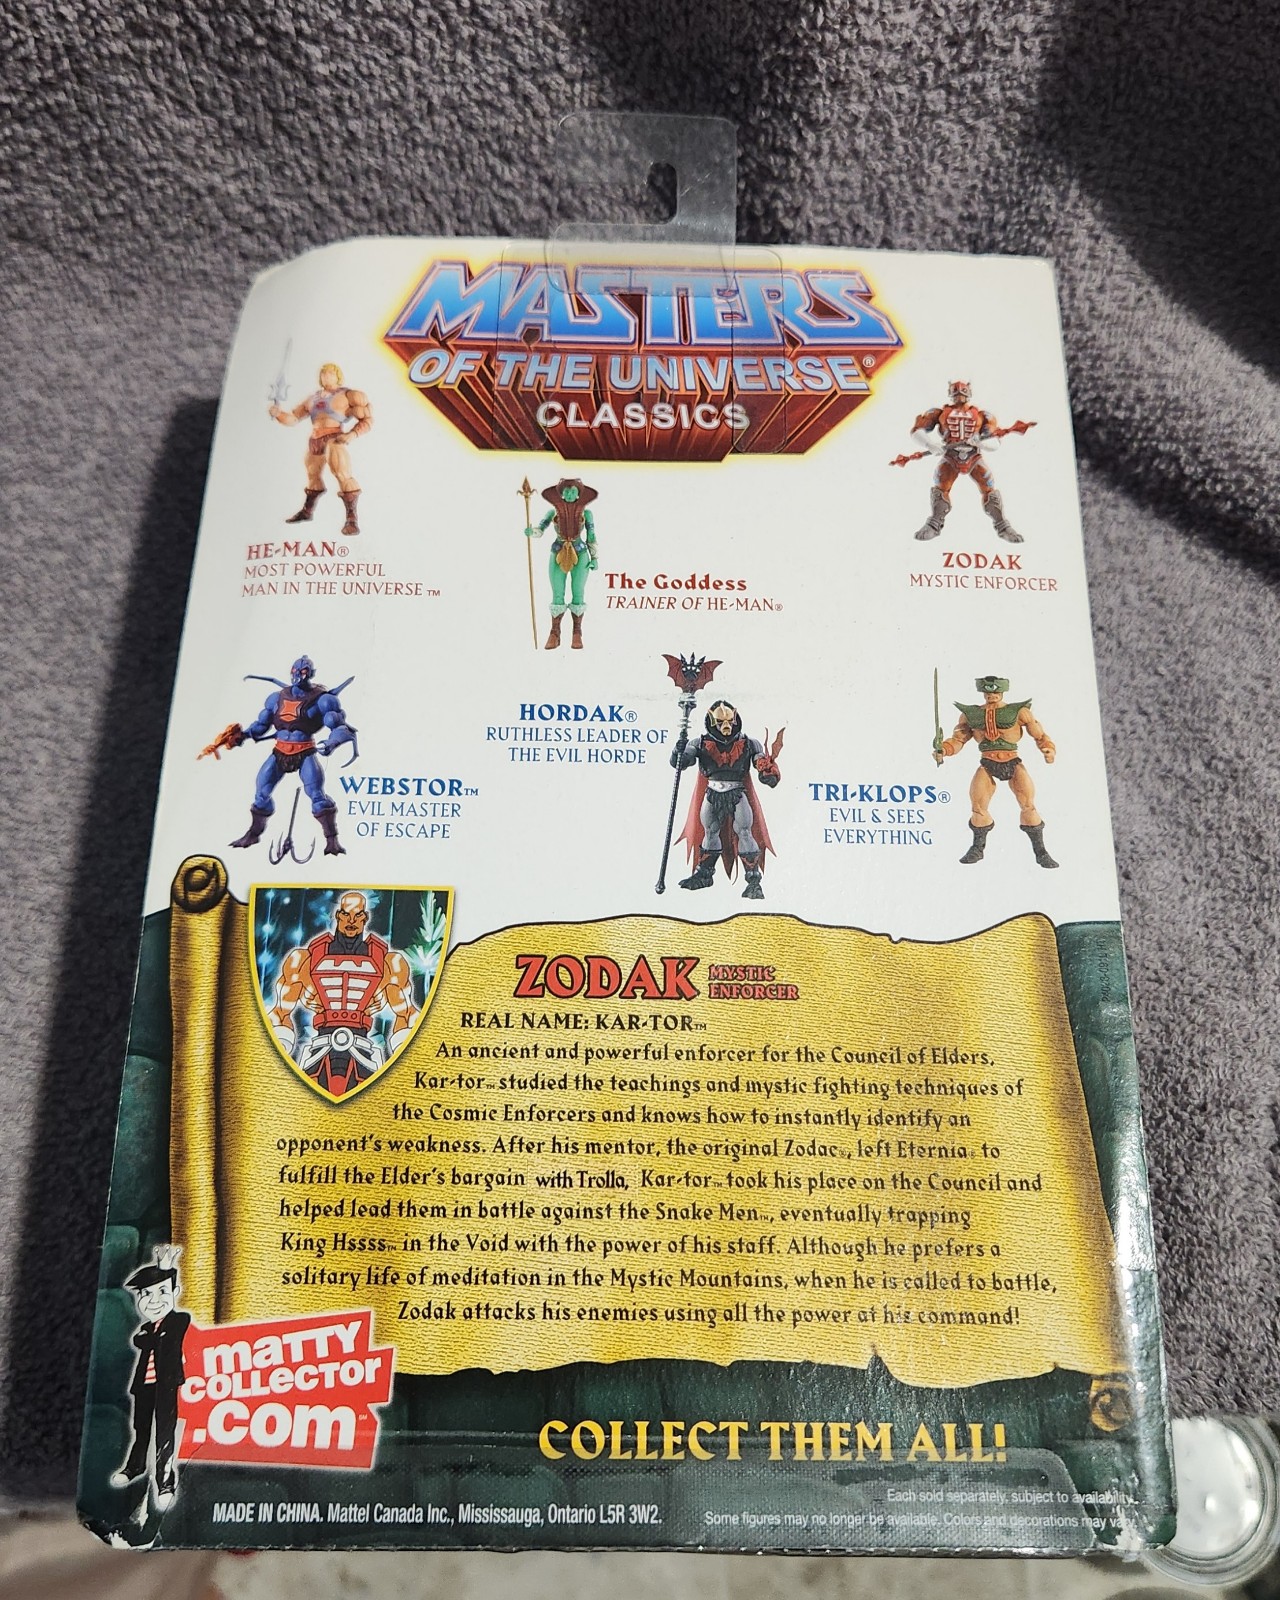 MASTERS
OF THE UNIVERSE®
CLASSICS
HE-MAN®
MOST POWERFUL
MAN IN THE UNIVERSE™
The Goddess
TRAINER OF HE-MAN®
ZODAK
MYSTIC ENFORCER
WEBSTOR™
EVIL MASTER
OF ESCAPE
HORDAK®
RUTHLESS LEADER OF
THE EVIL HORDE
TRI-KLOPS®
EVIL & SEES
EVERYTHING
ZODAK MYSTIC
ENFORCER
REAL NAME: KAR-TOR™
An ancient and powerful enforcer for the Council of Elders,
Kar-tor™ studied the teachings and mystic fighting techniques of
the Cosmic Enforcers and knows how to instantly identify an
opponent's weakness. After his mentor, the original Zodac®, left Eternia® to
fulfill the Elder's bargain with Trolla, Kar-tor™ took his place on the Council and
helped lead them in battle against the Snake Men™, eventually trapping
King Hssss™ in the Void with the power of his staff. Although he prefers a
solitary life of meditation in the Mystic Mountains, when he is called to battle,
Zodak attacks his enemies using all the power at his command!
maTTY
COLLECTOR
.com
COLLECT THEM ALL!
MADE IN CHINA. Mattel Canada Inc., Mississauga, Ontario L5R 3W2.
Each sold separately, subject to availability.
Some figures may no longer be available. Colors and decorations may vary.